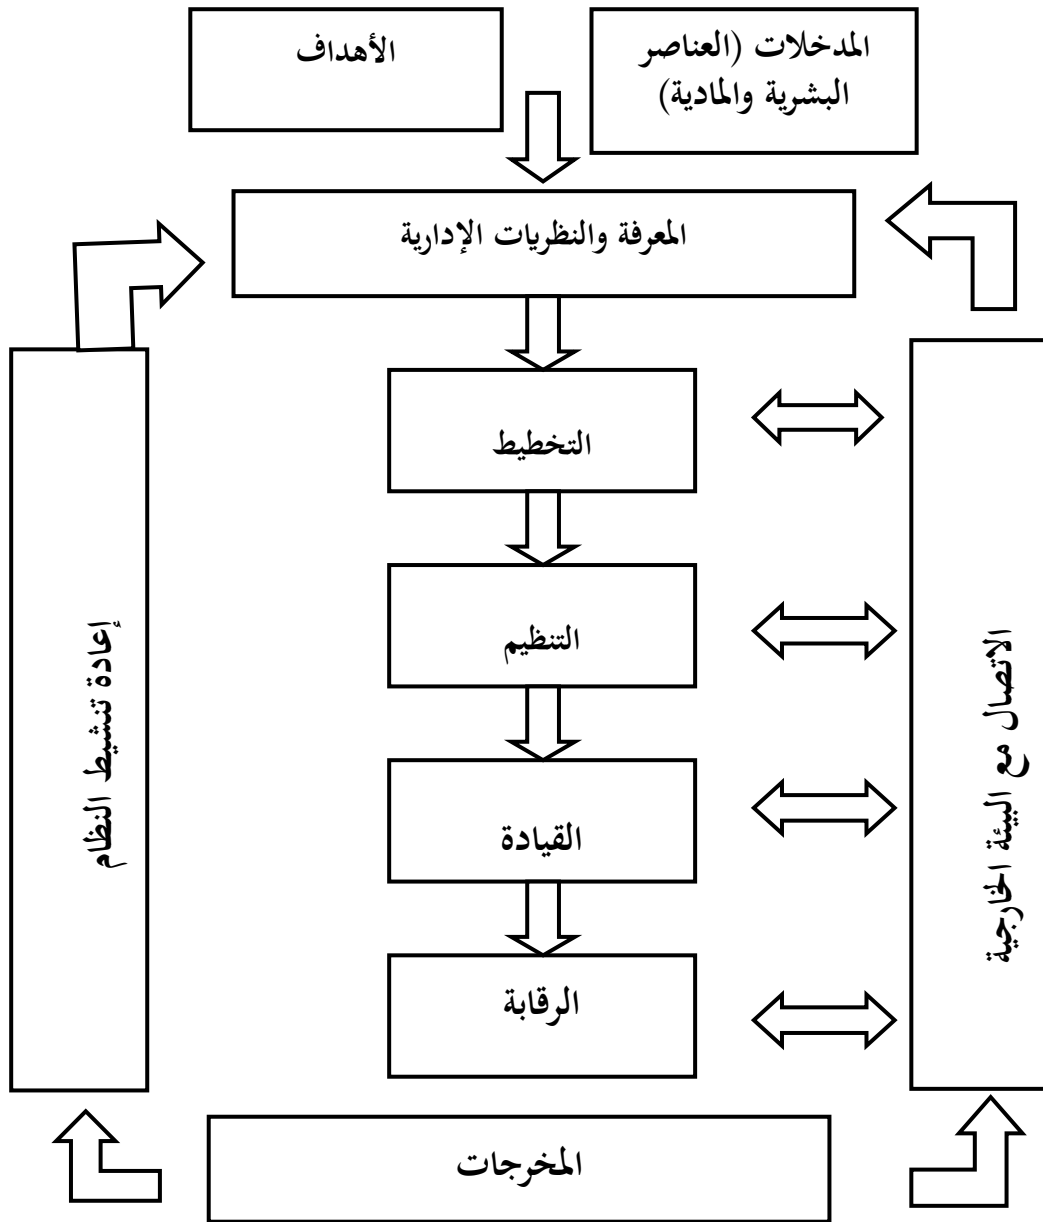 المدخلات (العناصر
البشرية والمادية)
الأهداف
المعرفة والنظريات الإدارية
التخطيط
التنظيم
القيادة
الرقابة
الاتصال مع البيئة الخارجية
إعادة تنشيط النظام
المخرجات